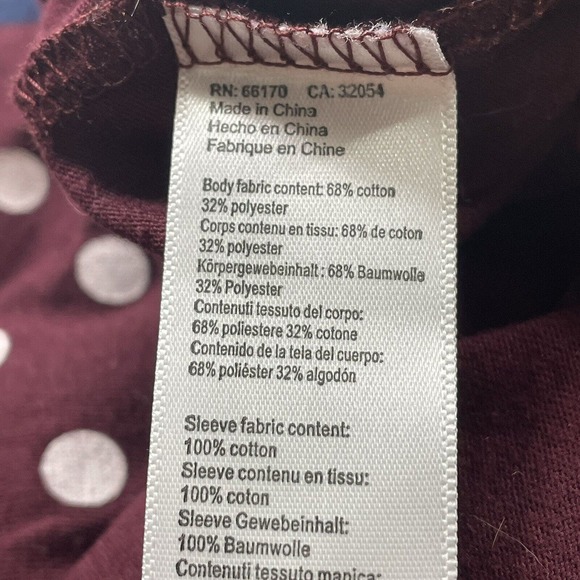 RN: 66170 CA: 32054
Made in China
Hecho en China
Fabrique en Chine
Body fabric content: 68% cotton
32% polyester
Corps contenu en tissu: 68% de coton
32% polyester
Körpergewebeinhalt: 68% Baumwolle
32% Polyester
Contenuti tessuto del corpo:
68% poliestere 32% cotone
Contenido de la tela del cuerpo:
68% poliéster 32% algodón
Sleeve fabric content:
100% cotton
Sleeve contenu en tissu:
100% coton
Sleeve Gewebeinhalt:
100% Baumwolle
Contenuti tessuto manica: